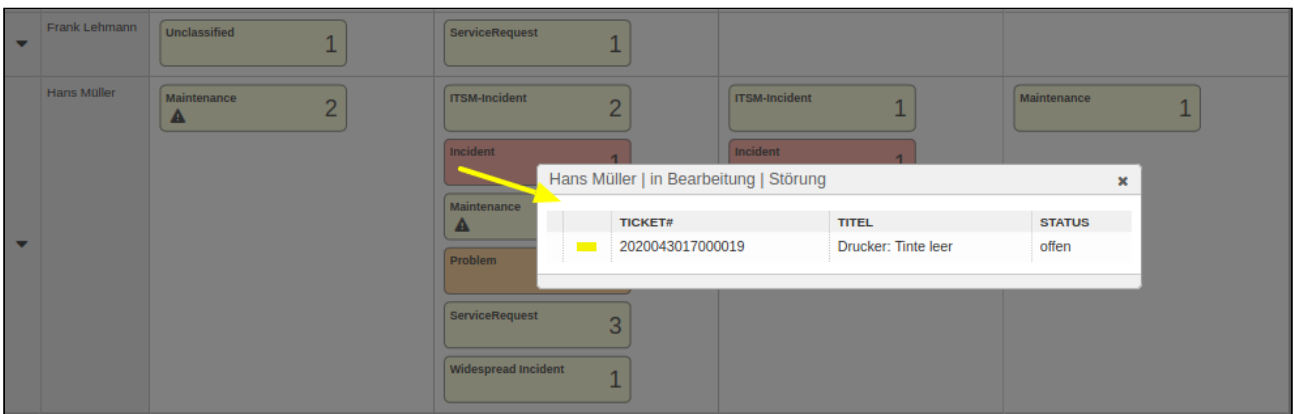 Frank Lehmann
Unclassified
1
ServiceRequest
1
Hans Müller
Maintenance
2
ITSM-Incident
2
ITSM-Incident
1
Maintenance
1
Incident
1
Incident
1
Hans Müller | in Bearbeitung | Störung
Maintenance
TICKET# TITEL STATUS
2020043017000019 Drucker: Tinte leer offen
Problem
ServiceRequest
3
Widespread Incident
1